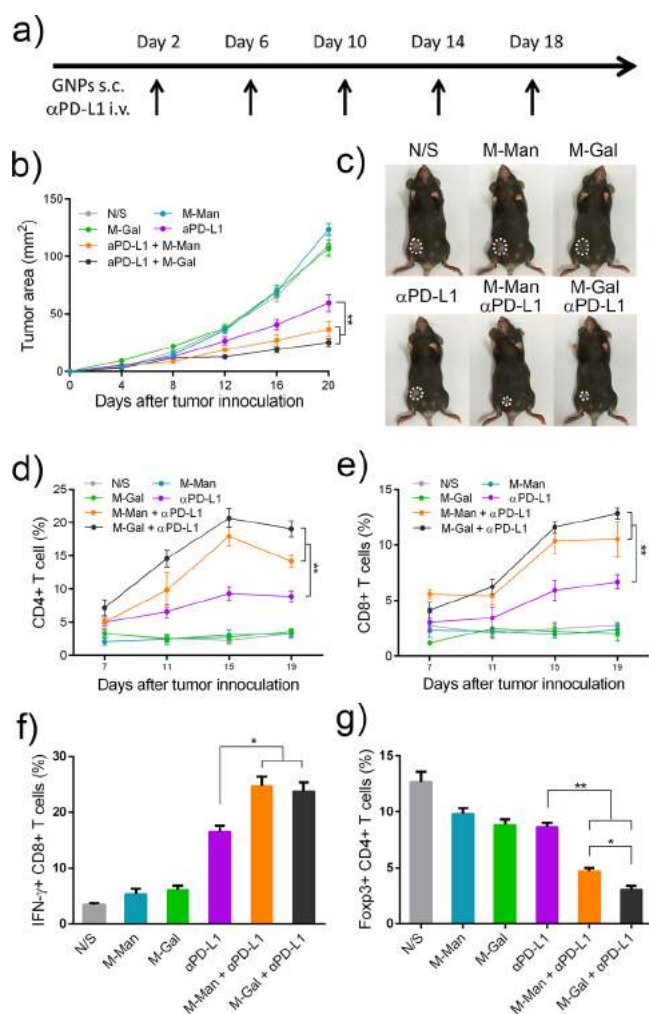 a)
Day 2 Day 6 Day 10 Day 14 Day 18
GNPs s.c.
αPD-L1 i.v.
b)
N/S M-Man
M-Gal aPD-L1
aPD-L1 + M-Man
aPD-L1 + M-Gal
Tumor area (mm²)
150
100
50
0
**
0 4 8 12 16 20
Days after tumor innoculation
c)
N/S M-Man M-Gal
αPD-L1 M-Man αPD-L1 M-Gal αPD-L1
d)
N/S M-Man
M-Gal αPD-L1
M-Man + αPD-L1
M-Gal + αPD-L1
CD4+ T cell (%)
25
20
15
10
5
0
**
7 11 15 19
Days after tumor innoculation
e)
N/S M-Man
M-Gal αPD-L1
M-Man + αPD-L1
M-Gal + αPD-L1
CD8+ T cells (%)
15
10
5
0
**
7 11 15 19
Days after tumor innoculation
f)
IFN-γ+ CD8+ T cells (%)
30
20
10
0
*
N/S M-Man M-Gal αPD-L1 M-Man + αPD-L1 M-Gal + αPD-L1
g)
Foxp3+ CD4+ T cells (%)
15
10
5
0
**
*
N/S M-Man M-Gal αPD-L1 M-Man + αPD-L1 M-Gal + αPD-L1